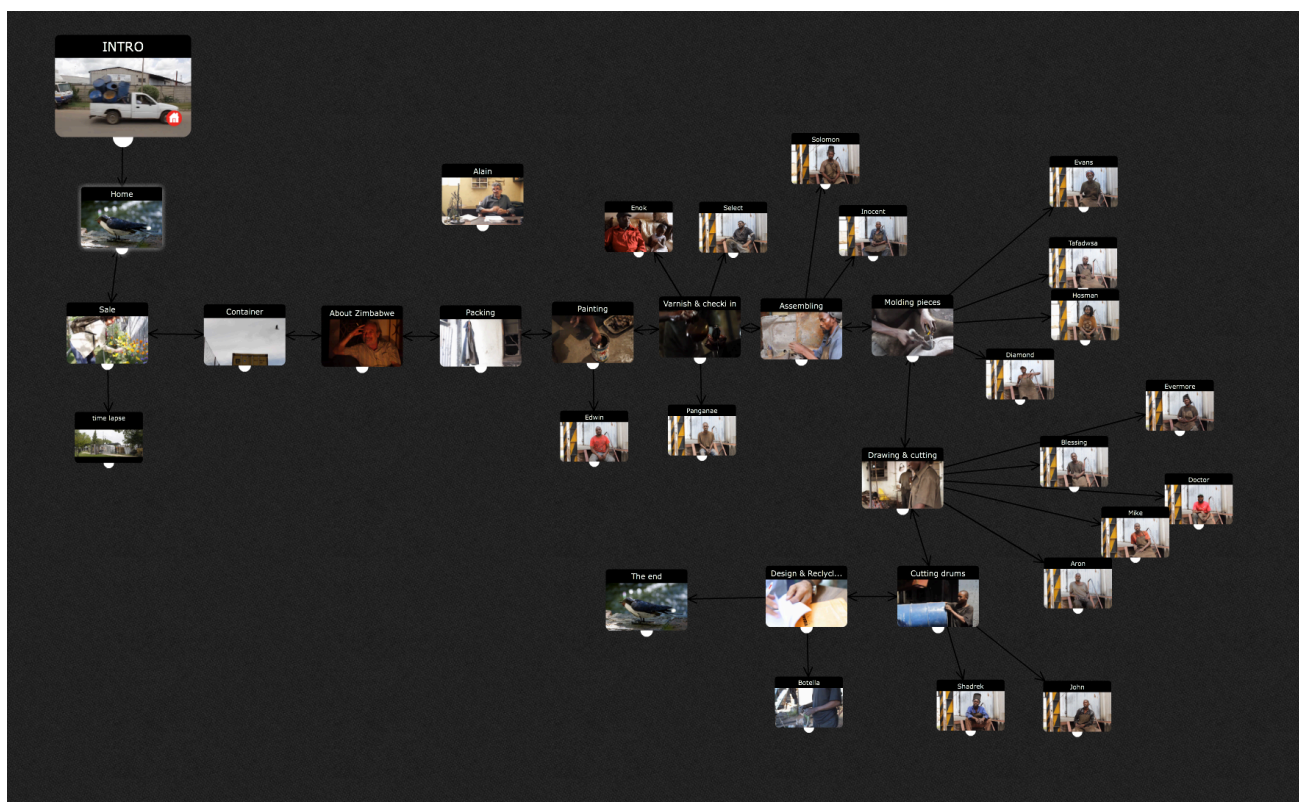 INTRO
Solomon
Evans
Alain
Home
Enok
Select
Inocent
Tafadwsa
Hosman
Sale
Container
About Zimbabwe
Packing
Painting
Varnish & checki in
Assembling
Molding pieces
Diamond
Evermore
time lapse
Edwin
Panganae
Blessing
Drawing & cutting
Doctor
Mike
Aron
The end
Design & Reclycl...
Cutting drums
Botella
Shadrek
John